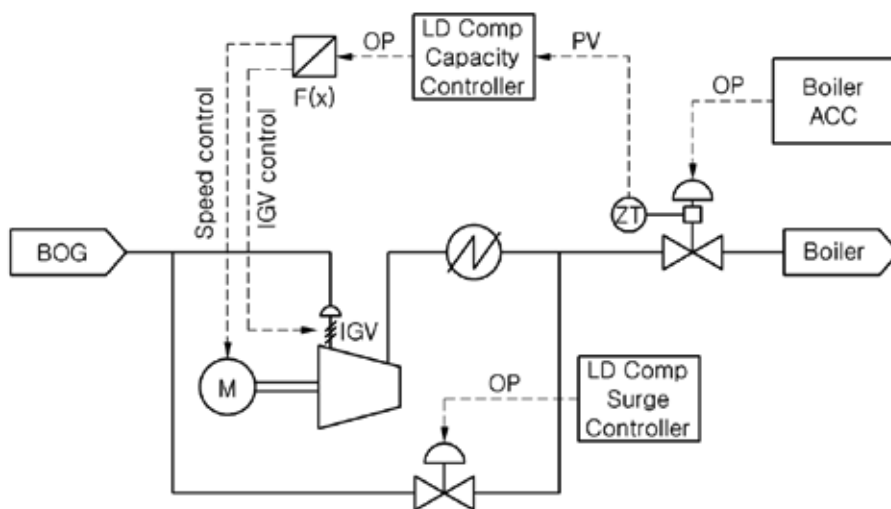 OP
LD Comp
Capacity
Controller
PV
F(x)
OP
Boiler
ACC
Speed control
IGV control
ZT
BOG
Boiler
IGV
M
OP
LD Comp
Surge
Controller